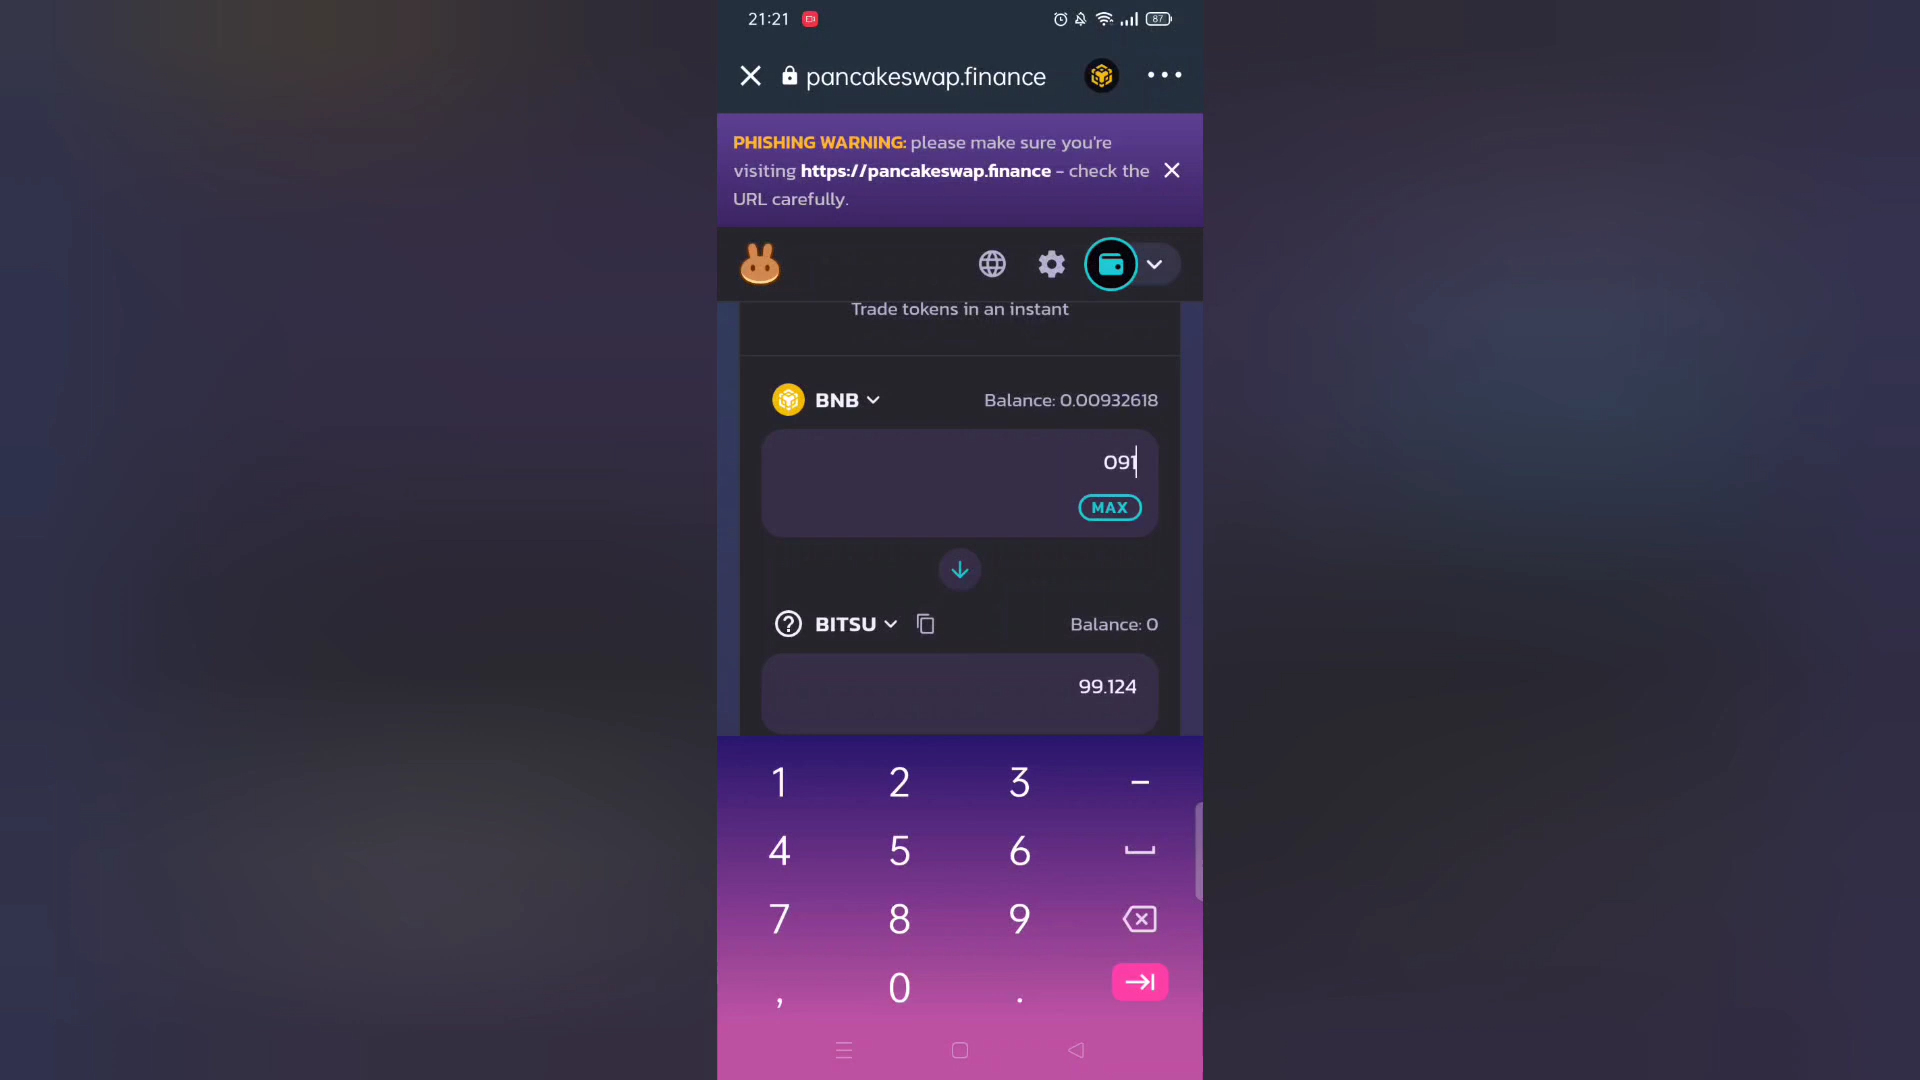 21:21
87
pancakeswap.finance
PHISHING WARNING: please make sure you're
visiting https://pancakeswap.finance - check the
URL carefully.
Trade tokens in an instant
BNB
Balance: 0.00932618
091
MAX
BITSU
Balance: 0
99.124
1 2 3 -
4 5 6
7 8 9
, 0 .